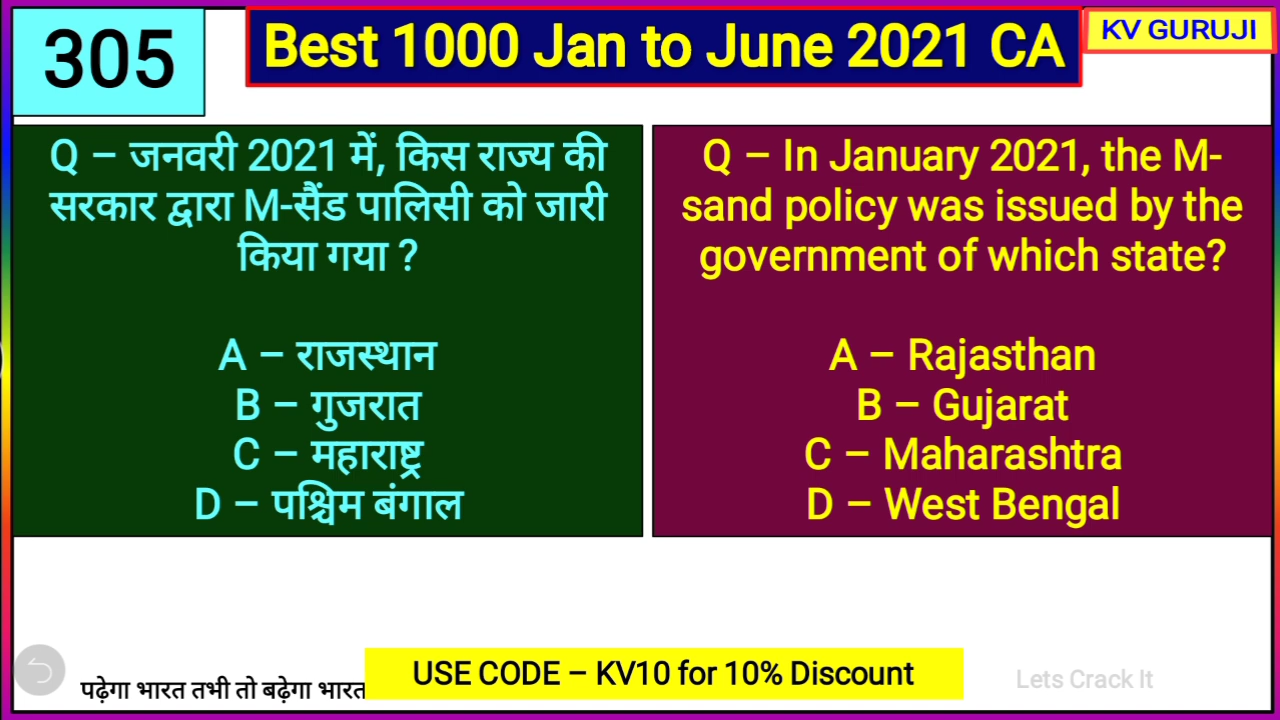 305
Best 1000 Jan to June 2021 CA
KV GURUJI
Q – जनवरी 2021 में, किस राज्य की
सरकार द्वारा M-सैंड पालिसी को जारी
किया गया ?
A – राजस्थान
B – गुजरात
C – महाराष्ट्र
D – पश्चिम बंगाल
Q – In January 2021, the M-
sand policy was issued by the
government of which state?
A – Rajasthan
B – Gujarat
C – Maharashtra
D – West Bengal
पढ़ेगा भारत तभी तो बढ़ेगा भारत
USE CODE – KV10 for 10% Discount
Lets Crack It